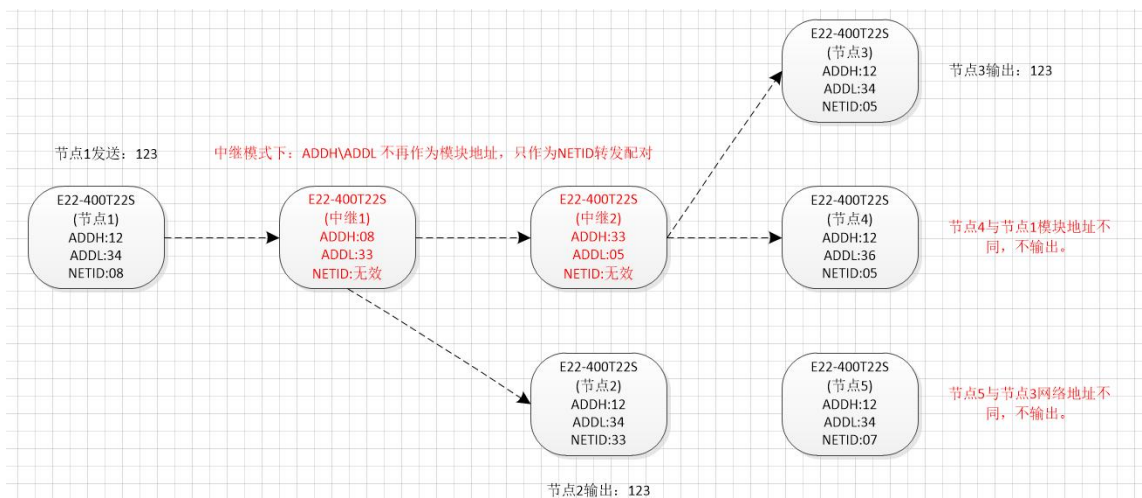 E22-400T22S
(节点3)
ADDH:12
ADDL:34
NETID:05
节点3输出：123
节点1发送：123
中继模式下：ADDH\ADDL 不再作为模块地址，只作为NETID转发配对
E22-400T22S
(节点1)
ADDH:12
ADDL:34
NETID:08
E22-400T22S
(中继1)
ADDH:08
ADDL:33
NETID:无效
E22-400T22S
(中继2)
ADDH:33
ADDL:05
NETID:无效
E22-400T22S
(节点4)
ADDH:12
ADDL:36
NETID:05
节点4与节点1模块地址不
同，不输出。
E22-400T22S
(节点2)
ADDH:12
ADDL:34
NETID:33
E22-400T22S
(节点5)
ADDH:12
ADDL:34
NETID:07
节点5与节点3网络地址不
同，不输出。
节点2输出：123